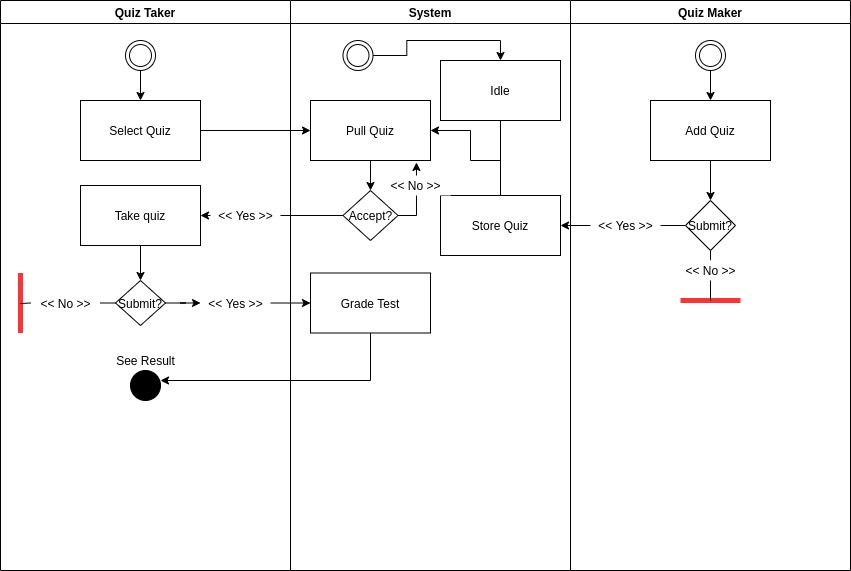 Quiz Taker
System
Quiz Maker
Idle
Select Quiz
Pull Quiz
Add Quiz
<< No >>
Take quiz
<< Yes >>
Accept?
Store Quiz
<< Yes >>
Submit?
<< No >>
<< No >>
Submit?
<< Yes >>
Grade Test
See Result